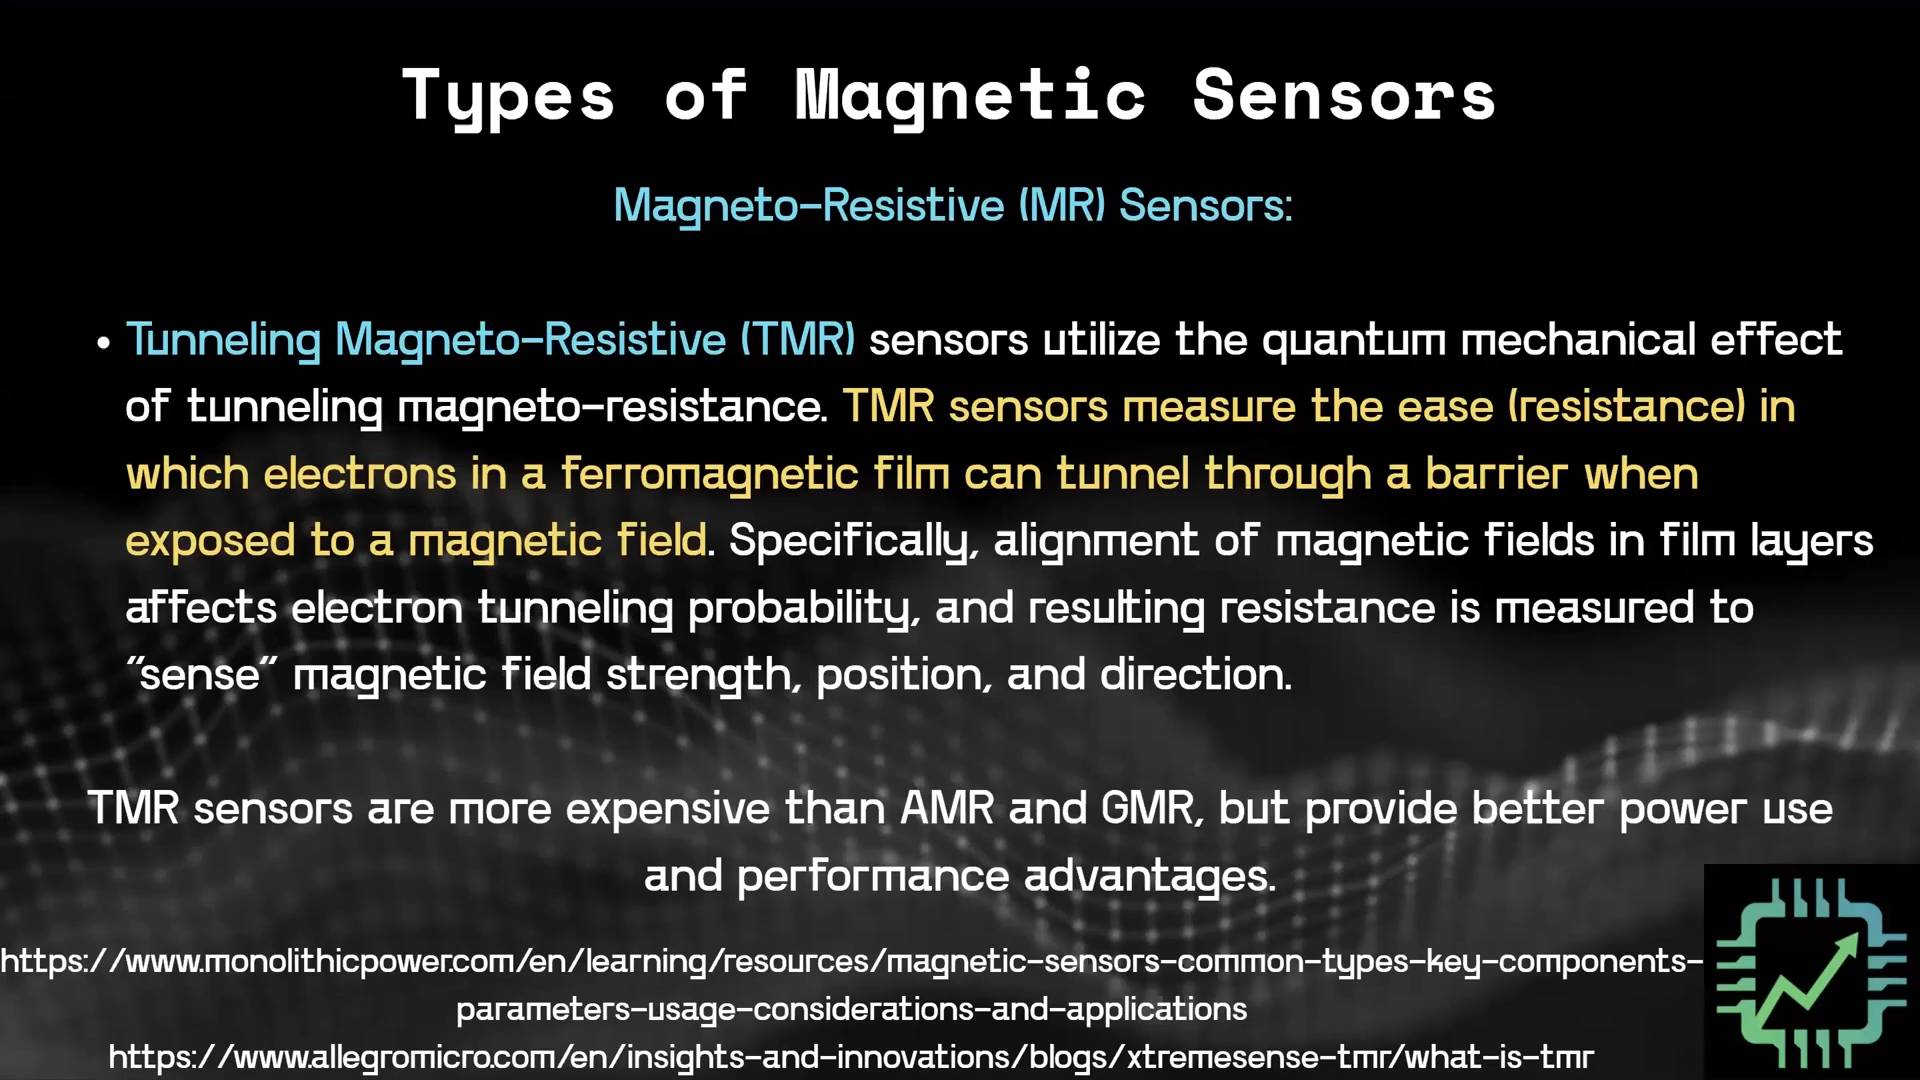 Types of Magnetic Sensors
Magneto-Resistive (MR) Sensors:
• Tunneling Magneto-Resistive (TMR) sensors utilize the quantum mechanical effect
of tunneling magneto-resistance. TMR sensors measure the ease (resistance) in
which electrons in a ferromagnetic film can tunnel through a barrier when
exposed to a magnetic field. Specifically, alignment of magnetic fields in film layers
affects electron tunneling probability, and resulting resistance is measured to
"sense" magnetic field strength, position, and direction.
TMR sensors are more expensive than AMR and GMR, but provide better power use
and performance advantages.
https://www.monolithicpower.com/en/learning/resources/magnetic-sensors-common-types-key-components-
parameters-usage-considerations-and-applications
https://www.allegromicro.com/en/insights-and-innovations/blogs/xtremesense-tmr/what-is-tmr